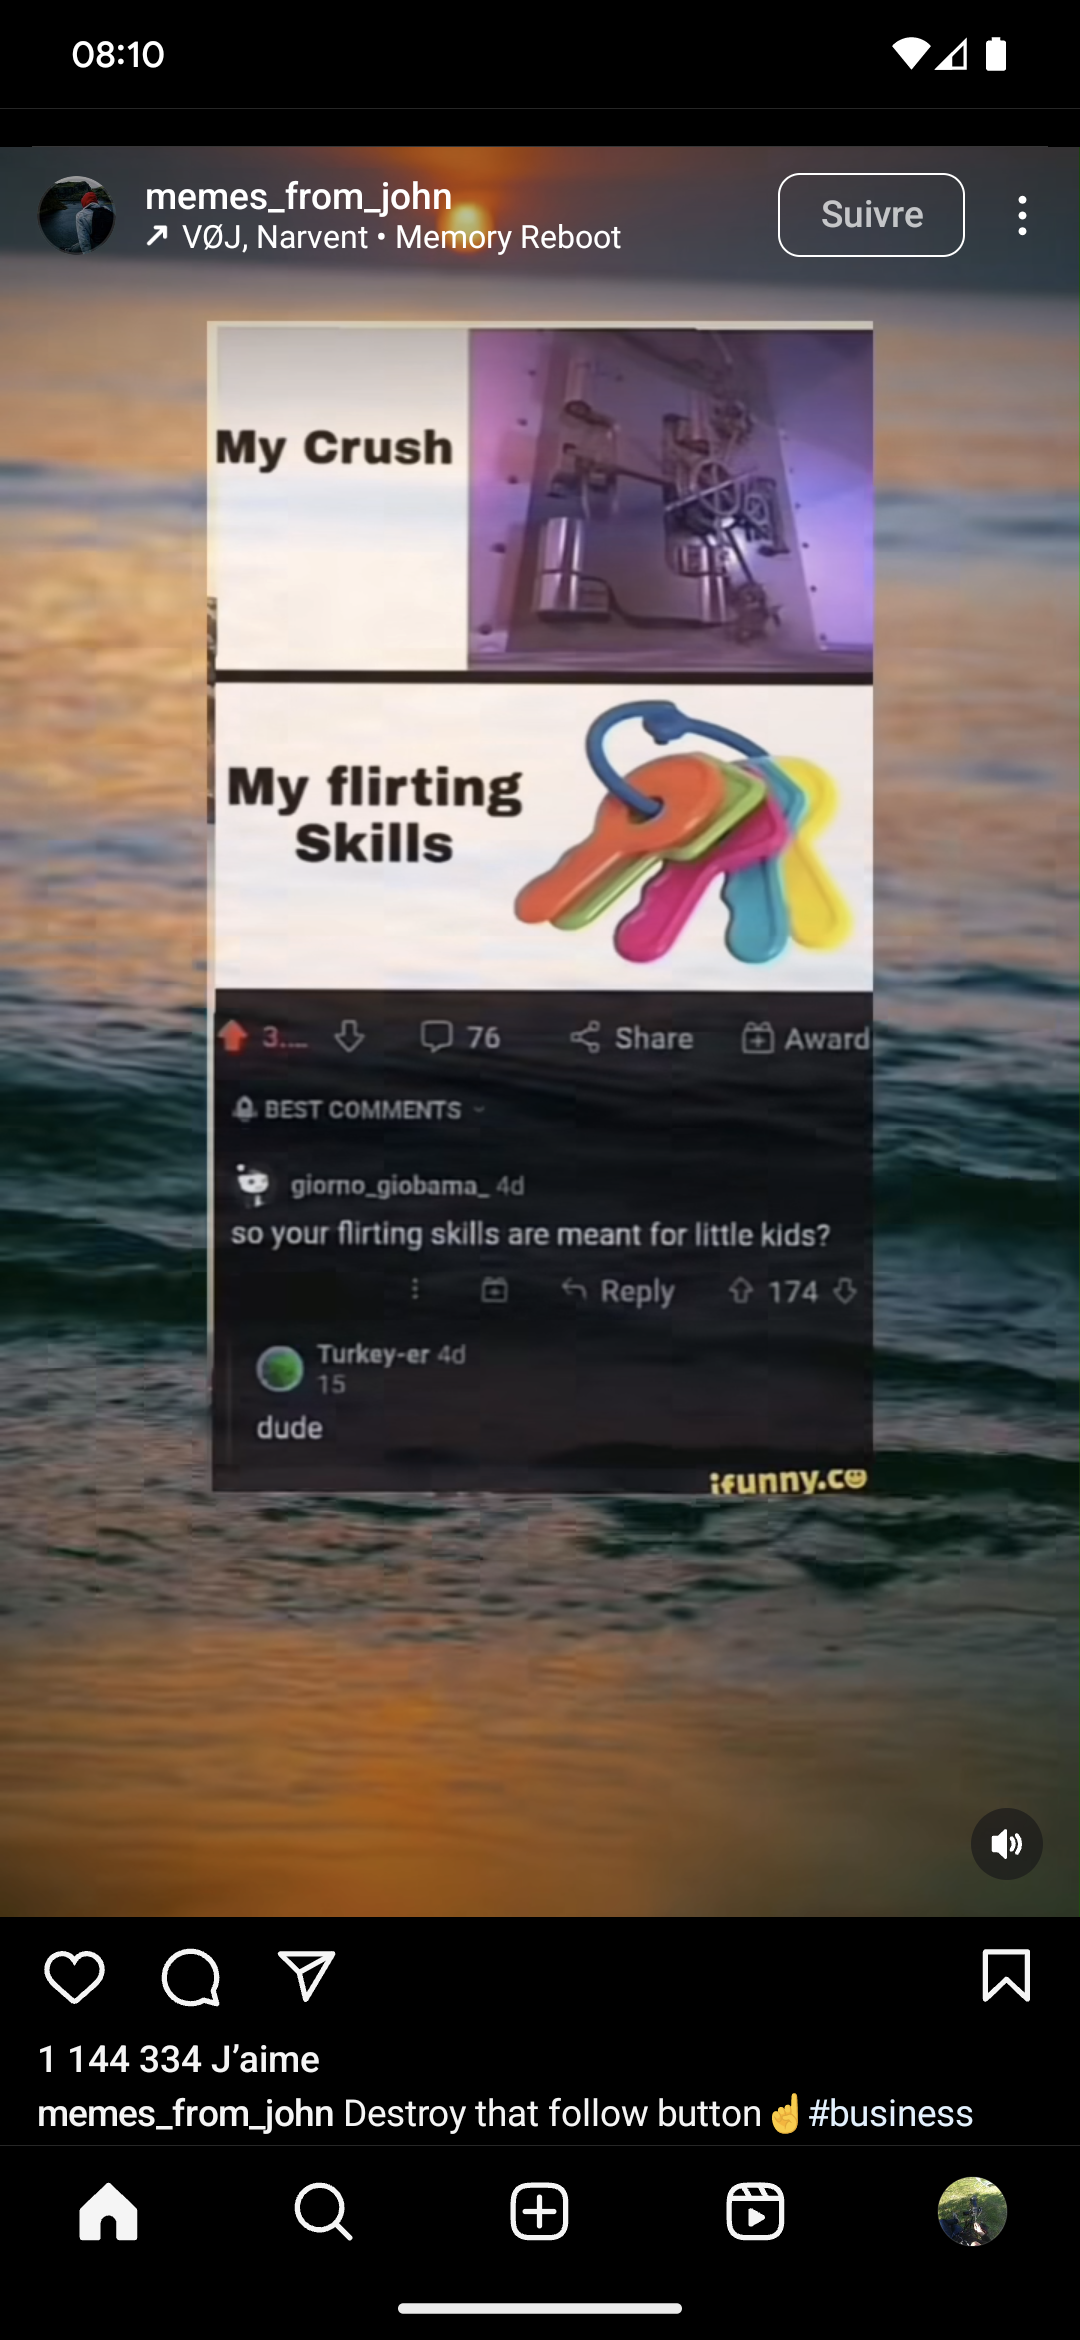 08:10
memes_from_john
VØJ, Narvent • Memory Reboot
Suivre
My Crush
My flirting
Skills
3....
76
Share
Award
BEST COMMENTS
giorno_giobama_ 4d
so your flirting skills are meant for little kids?
Reply
174
Turkey-er 4d
15
dude
ifunny.co
1 144 334 J’aime
memes_from_john Destroy that follow button☝️#business